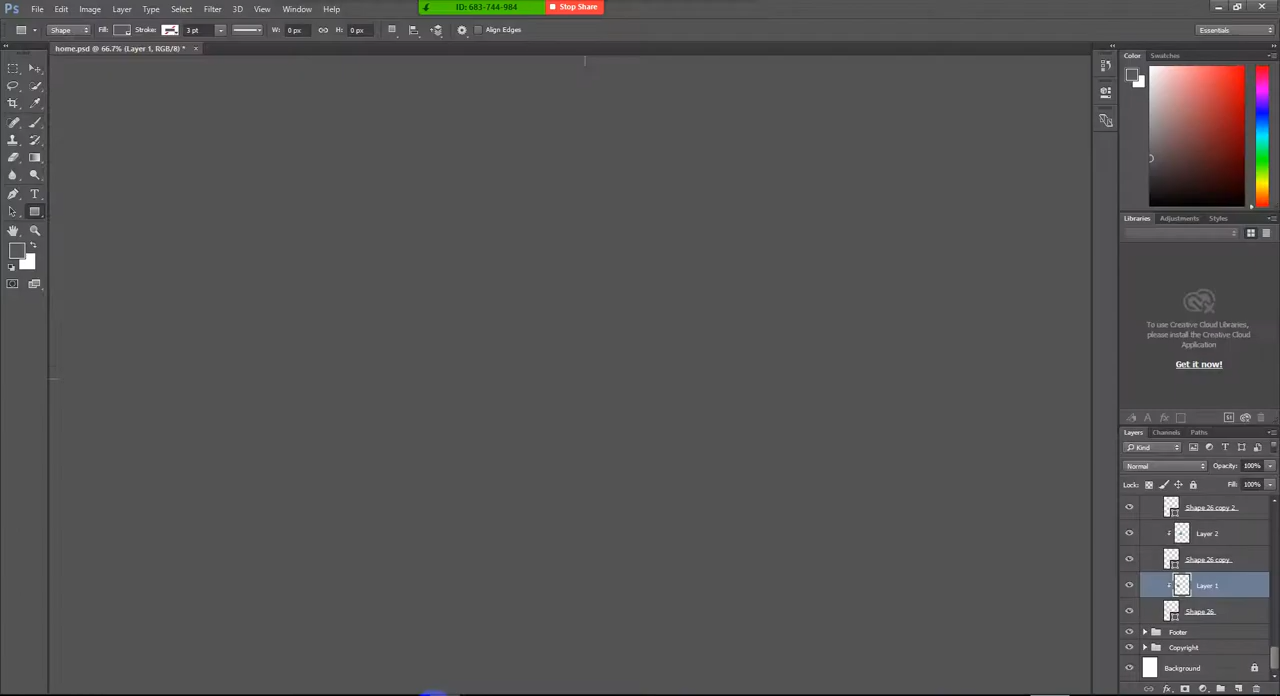 Ps File Edit Image Layer Type Select Filter 3D View Window Help ID: 683-744-984 Stop Share
Shape Fill: Stroke: 3 pt W: 0 px H: 0 px Align Edges Essentials
home.psd @ 66.7% (Layer 1, RGB/8) * ×
Color Swatches
Libraries Adjustments Styles
To use Creative Cloud Libraries,
please install the Creative Cloud
Application
Get it now!
Layers Channels Paths
Kind
Normal Opacity: 100%
Lock: Fill: 100%
Shape 26 copy 2
Layer 2
Shape 26 copy
Layer 1
Shape 26
Footer
Copyright
Background